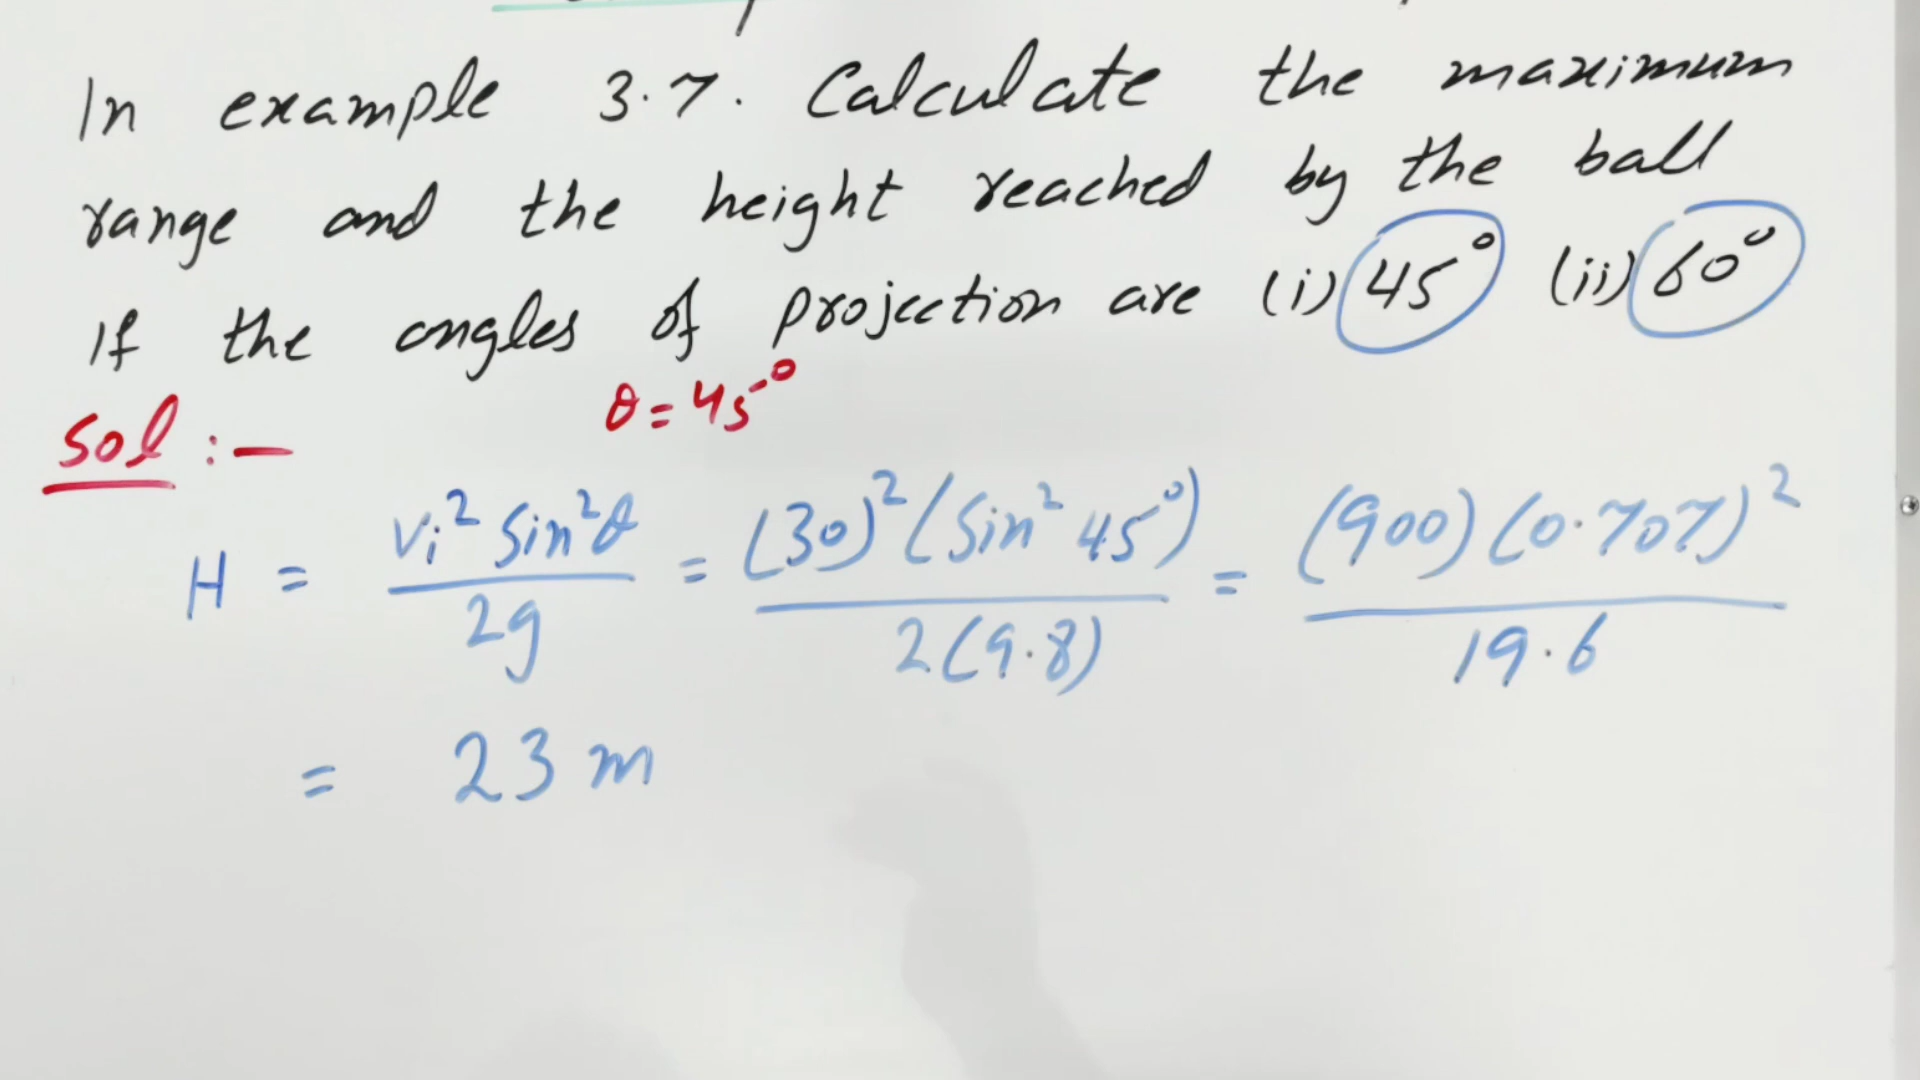 In example 3.7. Calculate the maximum
range and the height reached by the ball
if the angles of projection are (i) 45° (ii) 60°
Sol :- θ = 45°
H = Vi² Sin²θ / 2g = (30)² (Sin² 45°) / 2(9.8) = (900) (0.707)² / 19.6
= 23 m